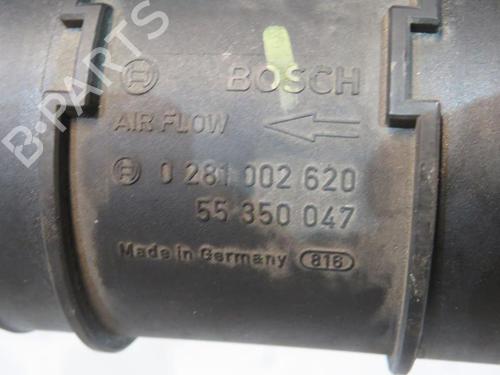 B-PARTS
BOSCH
AIR FLOW
0 281 002 620
55 350 047
Made in Germany 816